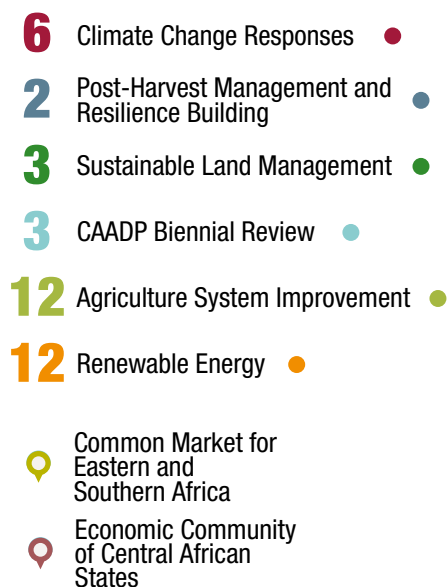 6 Climate Change Responses
2 Post-Harvest Management and
Resilience Building
3 Sustainable Land Management
3 CAADP Biennial Review
12 Agriculture System Improvement
12 Renewable Energy
Common Market for
Eastern and
Southern Africa
Economic Community
of Central African
States